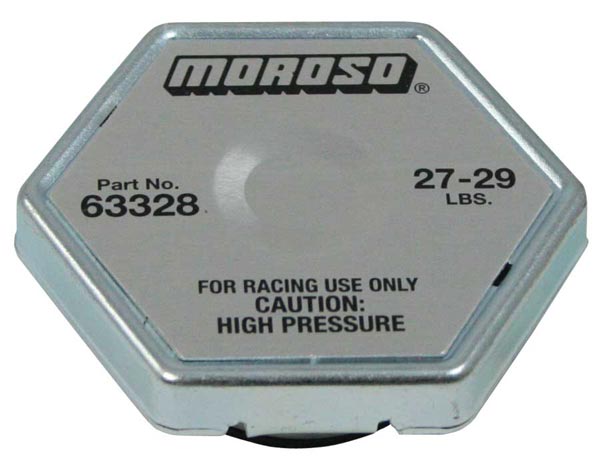 MOROSO®
Part No.
63328
27-29
LBS.
FOR RACING USE ONLY
CAUTION:
HIGH PRESSURE